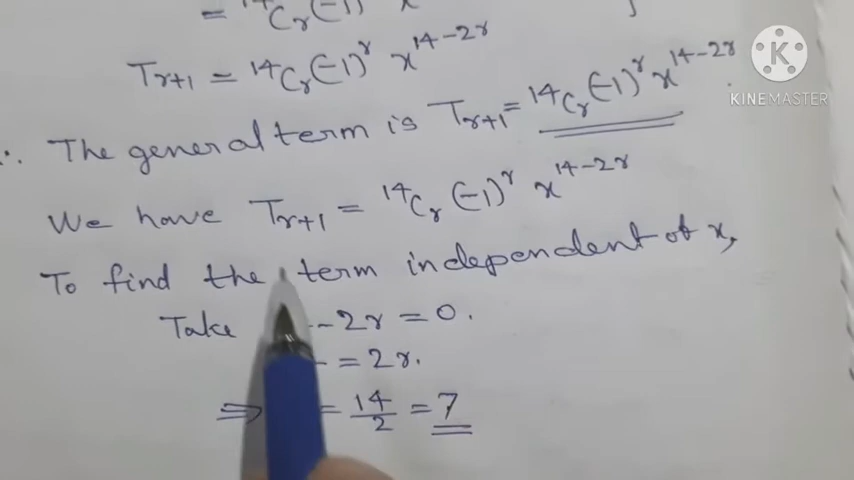 = ¹⁴Cᵣ(-1)ʳ x
Tᵣ₊₁ = ¹⁴Cᵣ(-1)ʳ x¹⁴⁻²ʳ
∴ The general term is Tᵣ₊₁ = ¹⁴Cᵣ(-1)ʳ x¹⁴⁻²ʳ
We have Tᵣ₊₁ = ¹⁴Cᵣ (-1)ʳ x¹⁴⁻²ʳ
To find the term independent of x,
Take - 2r = 0.
= 2r.
⇒ = 14/2 = 7
KINEMASTER